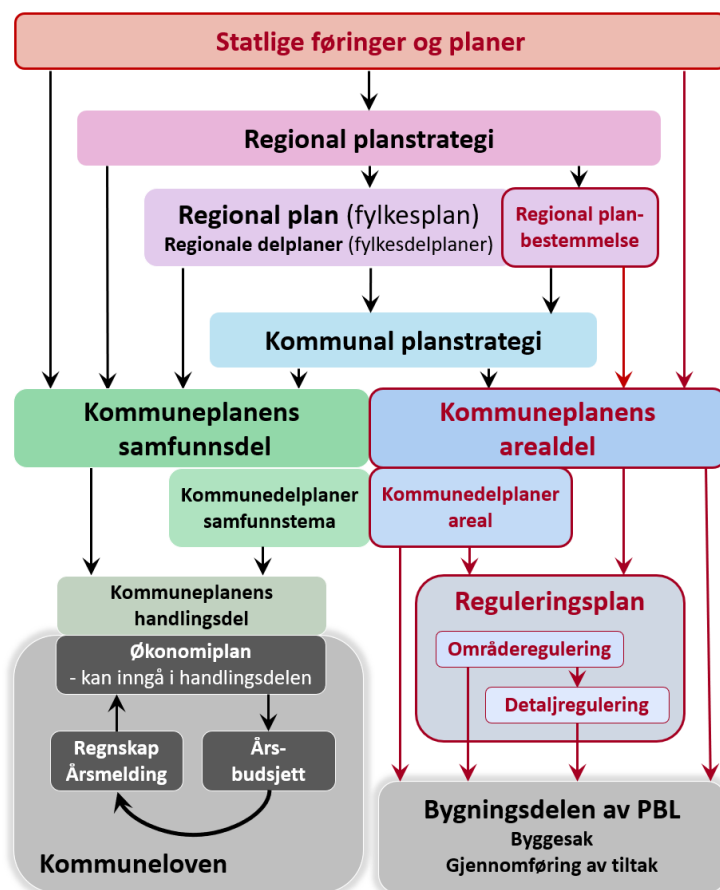 Statlige føringer og planer
Regional planstrategi
Regional plan (fylkesplan)
Regionale delplaner (fylkesdelplaner)
Regional plan-
bestemmelse
Kommunal planstrategi
Kommuneplanens
samfunnsdel
Kommuneplanens
arealdel
Kommunedelplaner
samfunnstema
Kommunedelplaner
areal
Kommuneplanens
handlingsdel
Økonomiplan
- kan inngå i handlingsdelen
Regnskap
Årsmelding
Års-
budsjett
Kommuneloven
Reguleringsplan
Områderegulering
Detaljregulering
Bygningsdelen av PBL
Byggesak
Gjennomføring av tiltak